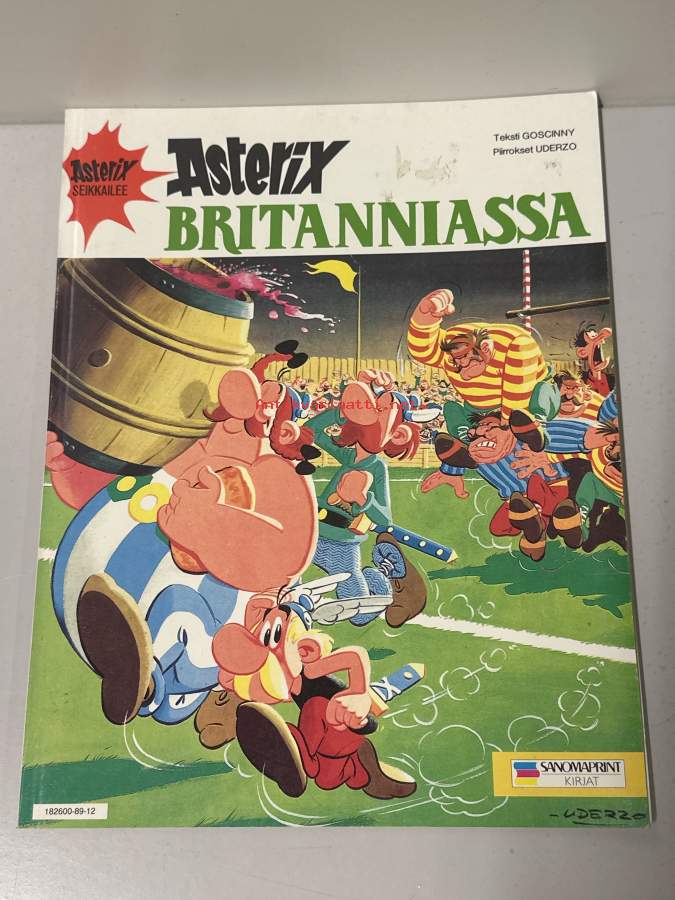 Teksti GOSCINNY
Piirrokset UDERZO
Asterix
SEIKKAILEE
Asterix
BRITANNIASSA
SANOMAPRINT
KIRJAT
182600-89-12
-UDERZO